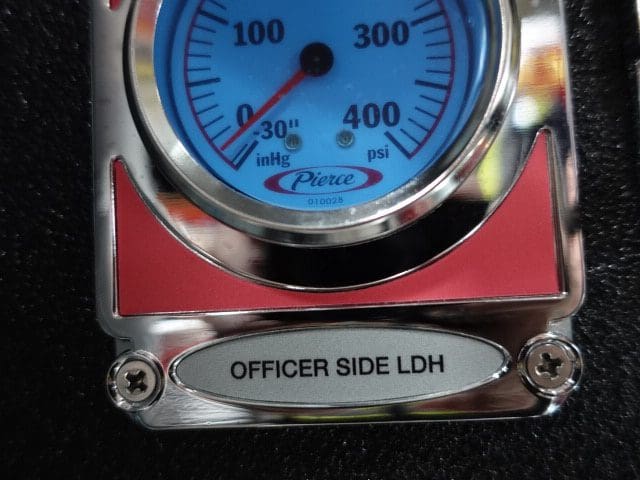 100 300
0 400
-30"
inHg psi
Pierce
010028
OFFICER SIDE LDH